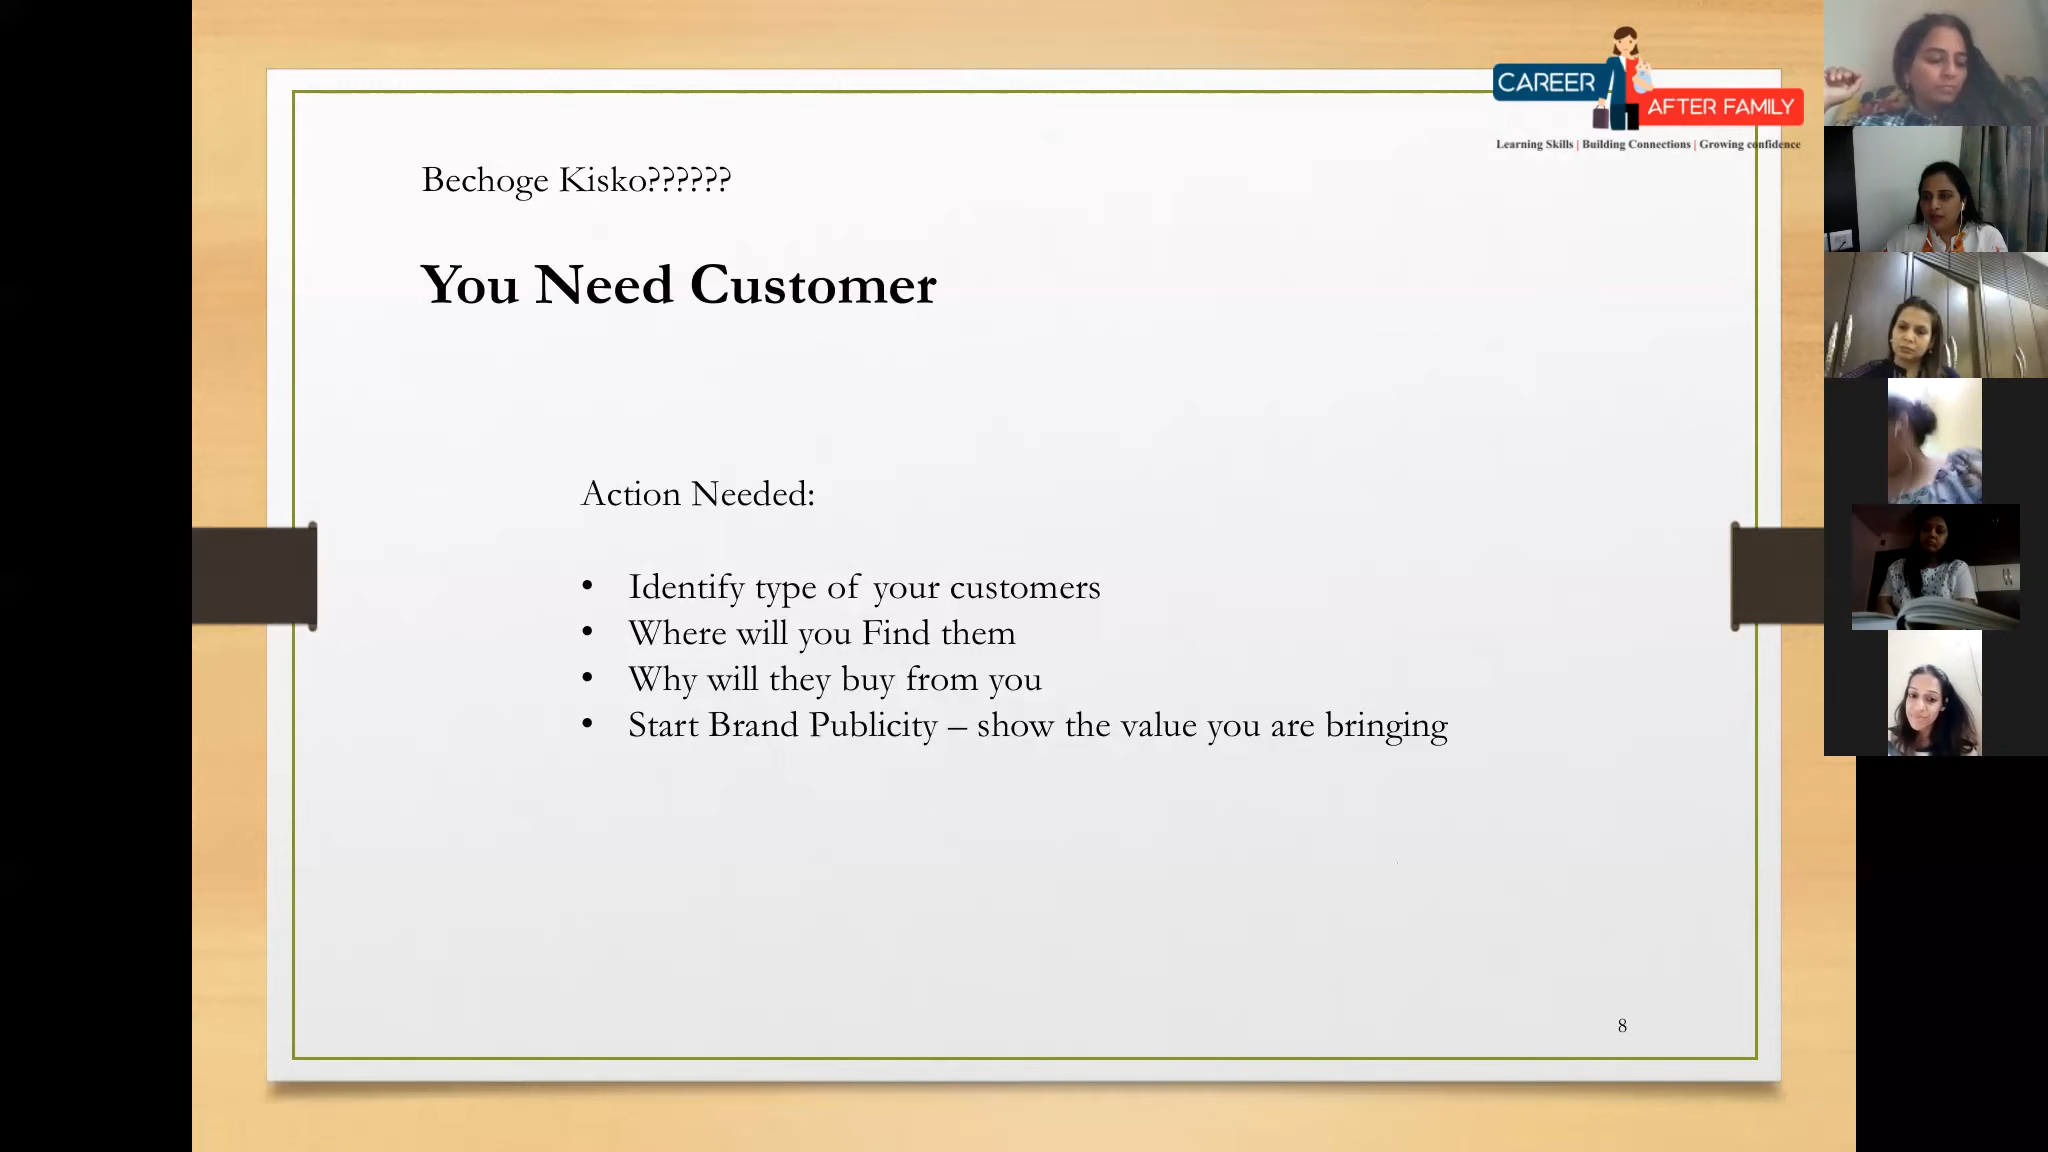 CAREER
AFTER FAMILY
Learning Skills | Building Connections | Growing confidence
Bechoge Kisko??????
You Need Customer
Action Needed:
• Identify type of your customers
• Where will you Find them
• Why will they buy from you
• Start Brand Publicity – show the value you are bringing
8